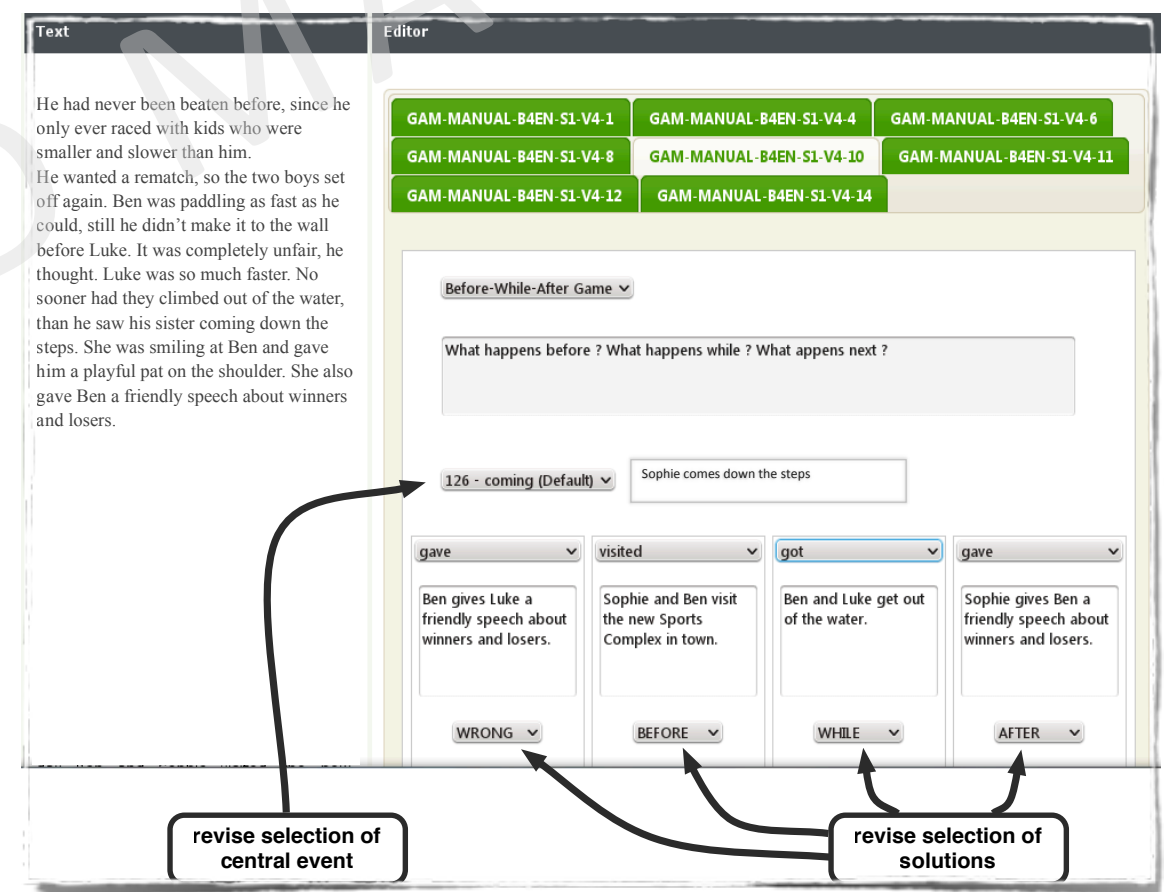 Text
Editor
He had never been beaten before, since he
only ever raced with kids who were
smaller and slower than him.
He wanted a rematch, so the two boys set
off again. Ben was paddling as fast as he
could, still he didn’t make it to the wall
before Luke. It was completely unfair, he
thought. Luke was so much faster. No
sooner had they climbed out of the water,
than he saw his sister coming down the
steps. She was smiling at Ben and gave
him a playful pat on the shoulder. She also
gave Ben a friendly speech about winners
and losers.
GAM-MANUAL-B4EN-S1-V4-1 GAM-MANUAL-B4EN-S1-V4-4 GAM-MANUAL-B4EN-S1-V4-6
GAM-MANUAL-B4EN-S1-V4-8 GAM-MANUAL-B4EN-S1-V4-10 GAM-MANUAL-B4EN-S1-V4-11
GAM-MANUAL-B4EN-S1-V4-12 GAM-MANUAL-B4EN-S1-V4-14
Before-While-After Game
What happens before ? What happens while ? What appens next ?
126 - coming (Default)
Sophie comes down the steps
gave
Ben gives Luke a
friendly speech about
winners and losers.
WRONG
visited
Sophie and Ben visit
the new Sports
Complex in town.
BEFORE
got
Ben and Luke get out
of the water.
WHILE
gave
Sophie gives Ben a
friendly speech about
winners and losers.
AFTER
revise selection of
central event
revise selection of
solutions